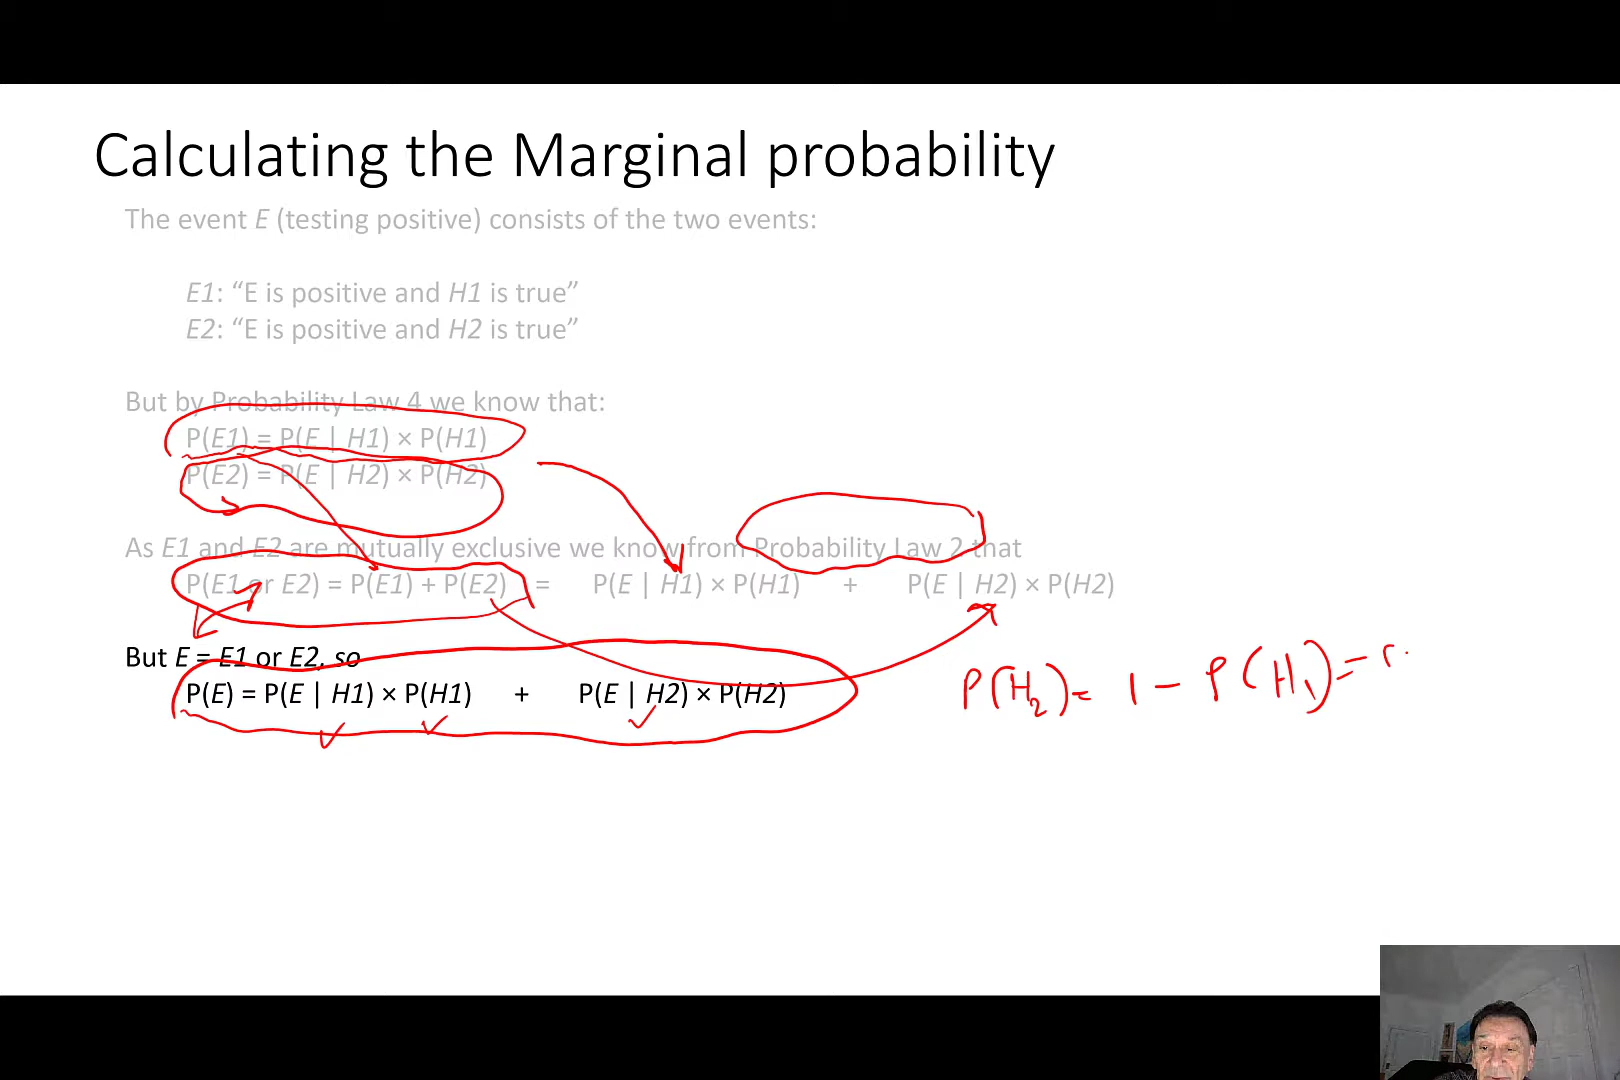 Calculating the Marginal probability
The event E (testing positive) consists of the two events:
E1: “E is positive and H1 is true”
E2: “E is positive and H2 is true”
But by Probability Law 4 we know that:
P(E1) = P(E | H1) × P(H1)
P(E2) = P(E | H2) × P(H2)
As E1 and E2 are mutually exclusive we know from Probability Law 2 that
P(E1 or E2) = P(E1) + P(E2) = P(E | H1) × P(H1) + P(E | H2) × P(H2)
But E = E1 or E2, so
P(E) = P(E | H1) × P(H1) + P(E | H2) × P(H2)
P(H2) = 1 - P(H1) =